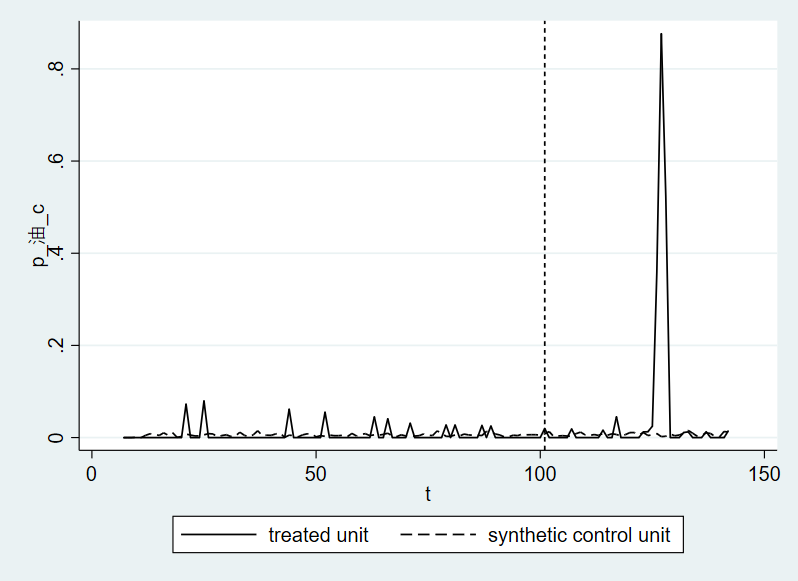 .8
.6
.4
.2
0
p_油_c
0 50 100 150
t
treated unit synthetic control unit